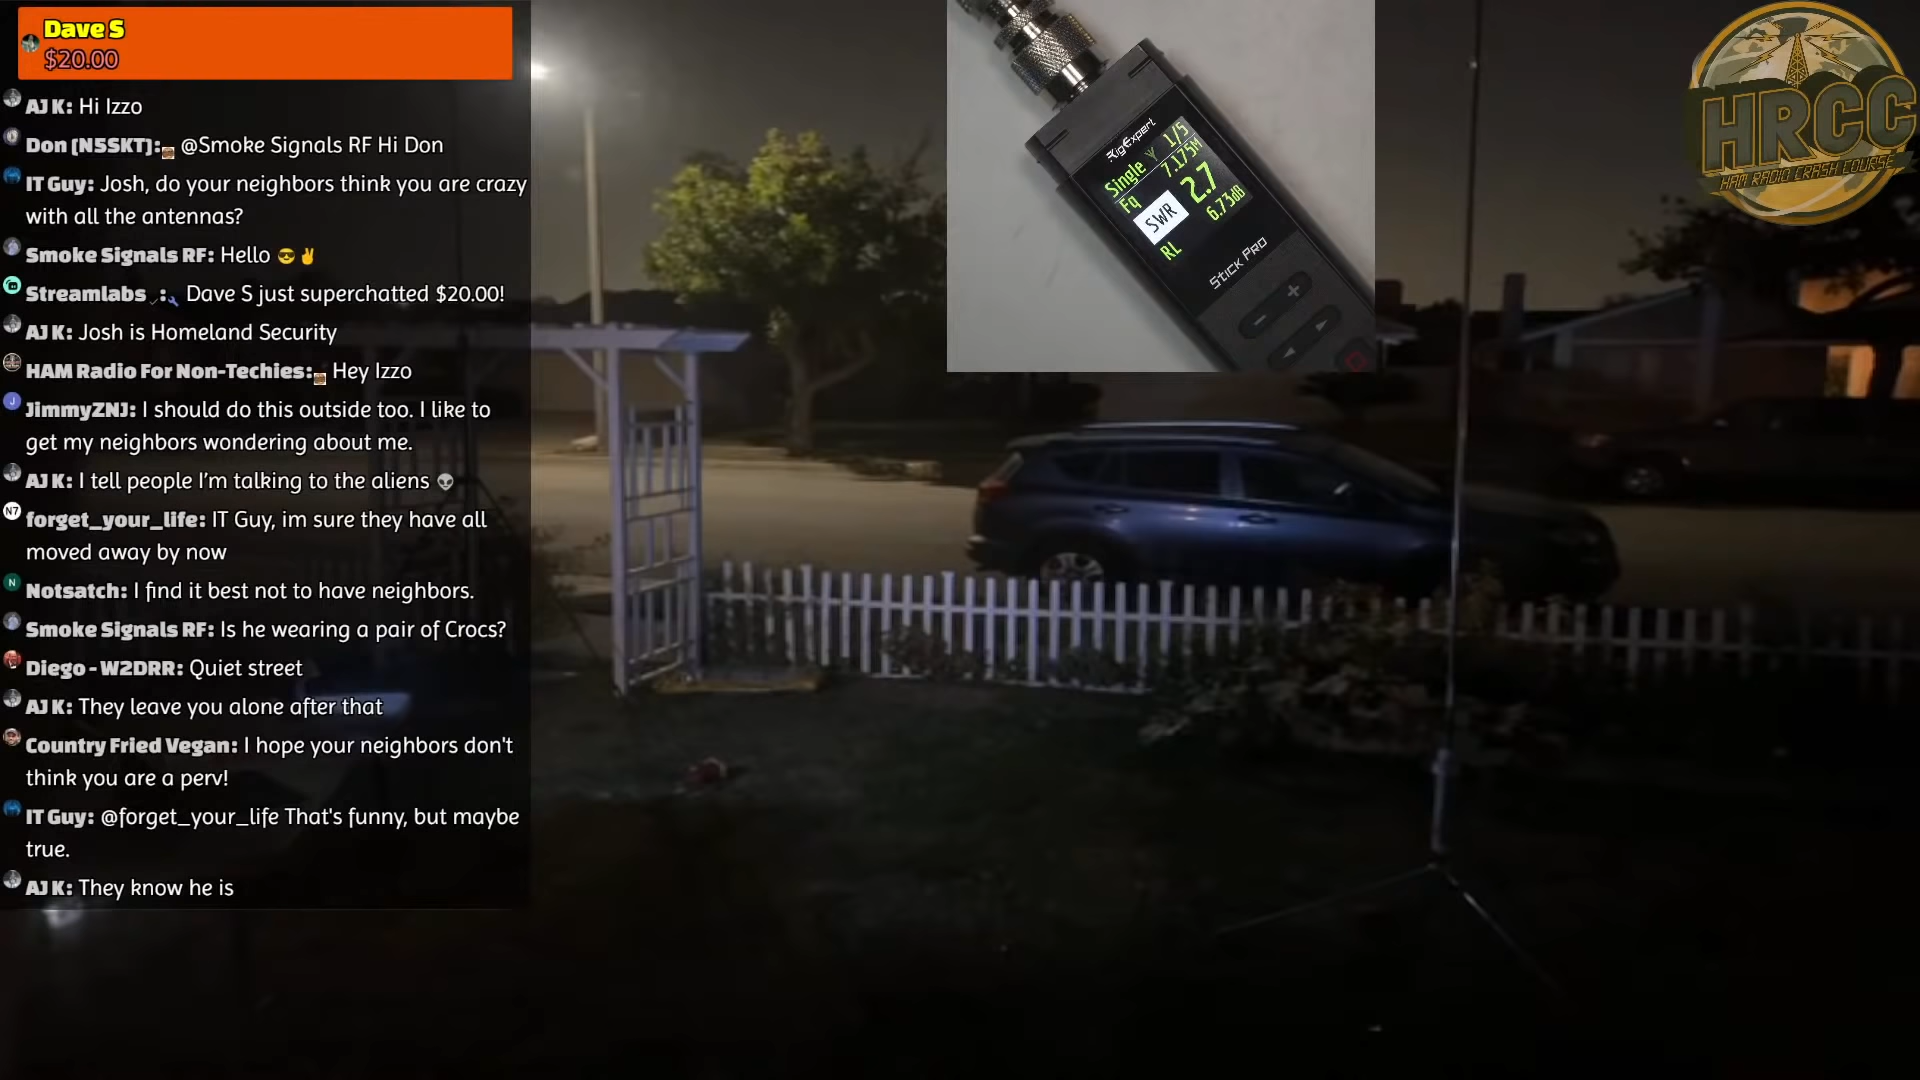 Dave S
$20.00
AJ K: Hi Izzo
Don (N5SKT): @Smoke Signals RF Hi Don
IT Guy: Josh, do your neighbors think you are crazy
with all the antennas?
Smoke Signals RF: Hello 😎✌
Streamlabs : Dave S just superchatted $20.00!
AJ K: Josh is Homeland Security
HAM Radio For Non-Techies: Hey Izzo
J
JimmyZNJ: I should do this outside too. I like to
get my neighbors wondering about me.
AJ K: I tell people I'm talking to the aliens 👽
N7
forget_your_life: IT Guy, im sure they have all
moved away by now
N
Notsatch: I find it best not to have neighbors.
Smoke Signals RF: Is he wearing a pair of Crocs?
Diego - W2DRR: Quiet street
AJ K: They leave you alone after that
Country Fried Vegan: I hope your neighbors don't
think you are a perv!
IT Guy: @forget_your_life That's funny, but maybe
true.
AJ K: They know he is
RigExpert
Single 1/5
Fq 7.175M
SWR 2.7
RL 6.73dB
Stick Pro
HRCC
HAM RADIO CRASH COURSE